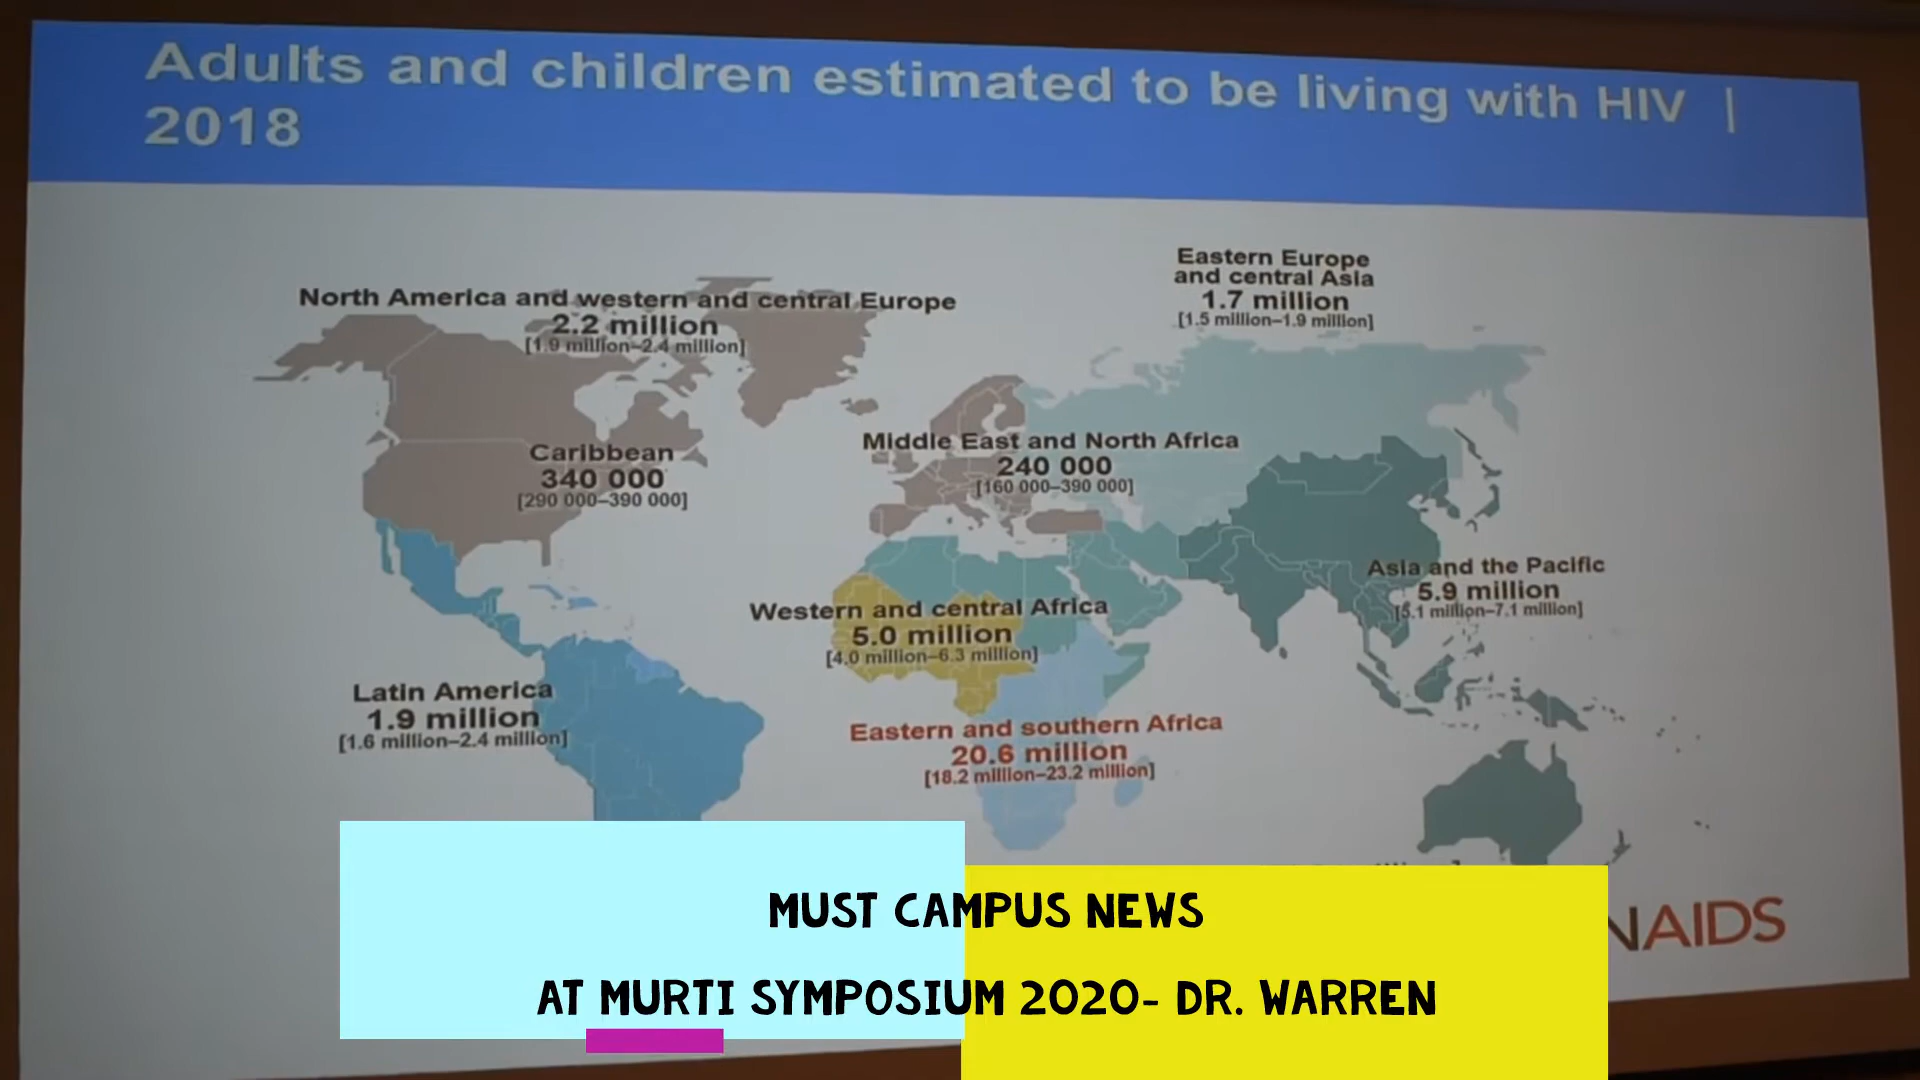 Adults and children estimated to be living with HIV |
2018
Eastern Europe
and central Asia
1.7 million
[1.5 million–1.9 million]
North America and western and central Europe
2.2 million
[1.9 million–2.4 million]
Caribbean
340 000
[290 000–390 000]
Middle East and North Africa
240 000
[160 000–390 000]
Asia and the Pacific
5.9 million
[5.1 million–7.1 million]
Western and central Africa
5.0 million
[4.0 million–6.3 million]
Latin America
1.9 million
[1.6 million–2.4 million]
Eastern and southern Africa
20.6 million
[18.2 million–23.2 million]
NAIDS
MUST CAMPUS NEWS
AT MURTI SYMPOSIUM 2020- DR. WARREN